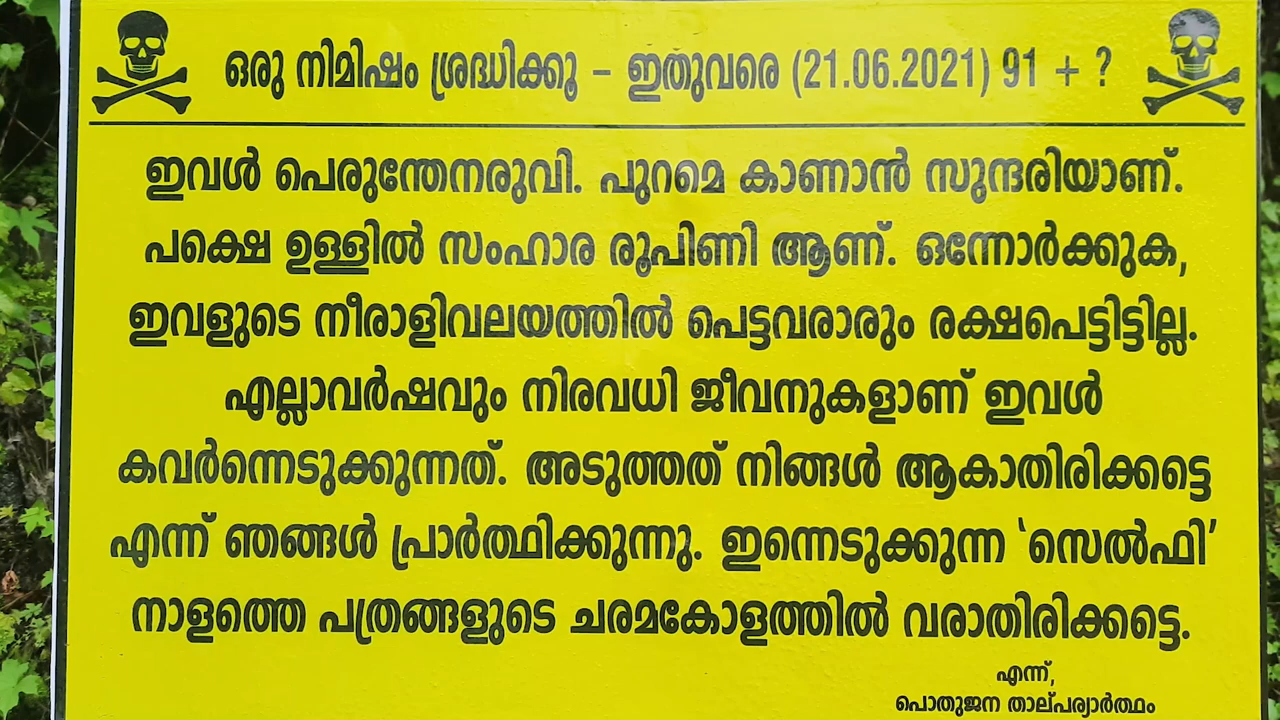 ഒരു നിമിഷം ശ്രദ്ധിക്കൂ - ഇതുവരെ (21.06.2021) 91 + ?
ഇവൾ പെരുന്തേനരുവി. പുറമെ കാണാൻ സുന്ദരിയാണ്.
പക്ഷെ ഉള്ളിൽ സംഹാര രൂപിണി ആണ്. ഒന്നോർക്കുക,
ഇവളുടെ നീരാളിവലയത്തിൽ പെട്ടവരാരും രക്ഷപെട്ടിട്ടില്ല.
എല്ലാവർഷവും നിരവധി ജീവനുകളാണ് ഇവൾ
കവർന്നെടുക്കുന്നത്. അടുത്തത് നിങ്ങൾ ആകാതിരിക്കട്ടെ
എന്ന് ഞങ്ങൾ പ്രാർത്ഥിക്കുന്നു. ഇന്നെടുക്കുന്ന ‘സെൽഫി’
നാളത്തെ പത്രങ്ങളുടെ ചരമകോളത്തിൽ വരാതിരിക്കട്ടെ.
എന്ന്,
പൊതുജന താല്പര്യാർത്ഥം